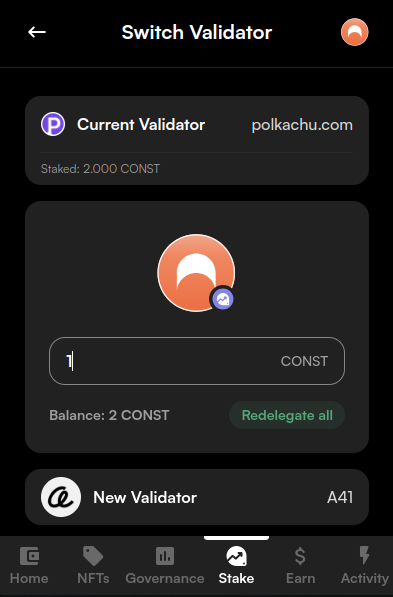 Switch Validator
Current Validator polkachu.com
Staked: 2.000 CONST
1 CONST
Balance: 2 CONST Redelegate all
New Validator A41
Home NFTs Governance Stake Earn Activity